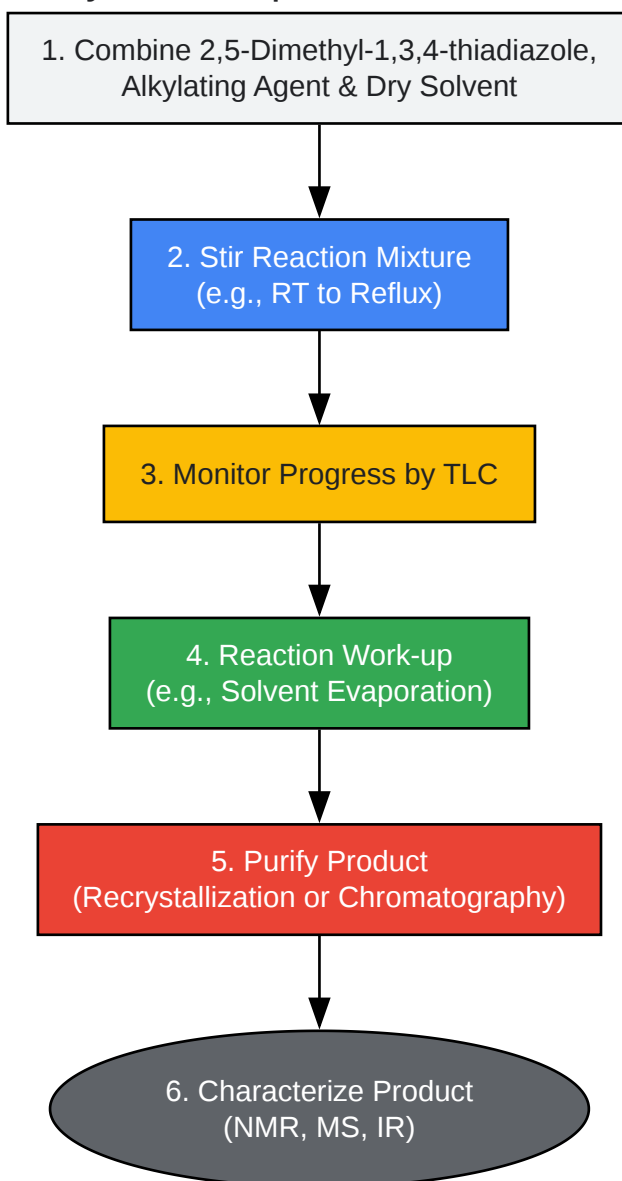 1. Combine 2,5-Dimethyl-1,3,4-thiadiazole,
Alkylating Agent & Dry Solvent
2. Stir Reaction Mixture
(e.g., RT to Reflux)
3. Monitor Progress by TLC
4. Reaction Work-up
(e.g., Solvent Evaporation)
5. Purify Product
(Recrystallization or Chromatography)
6. Characterize Product
(NMR, MS, IR)